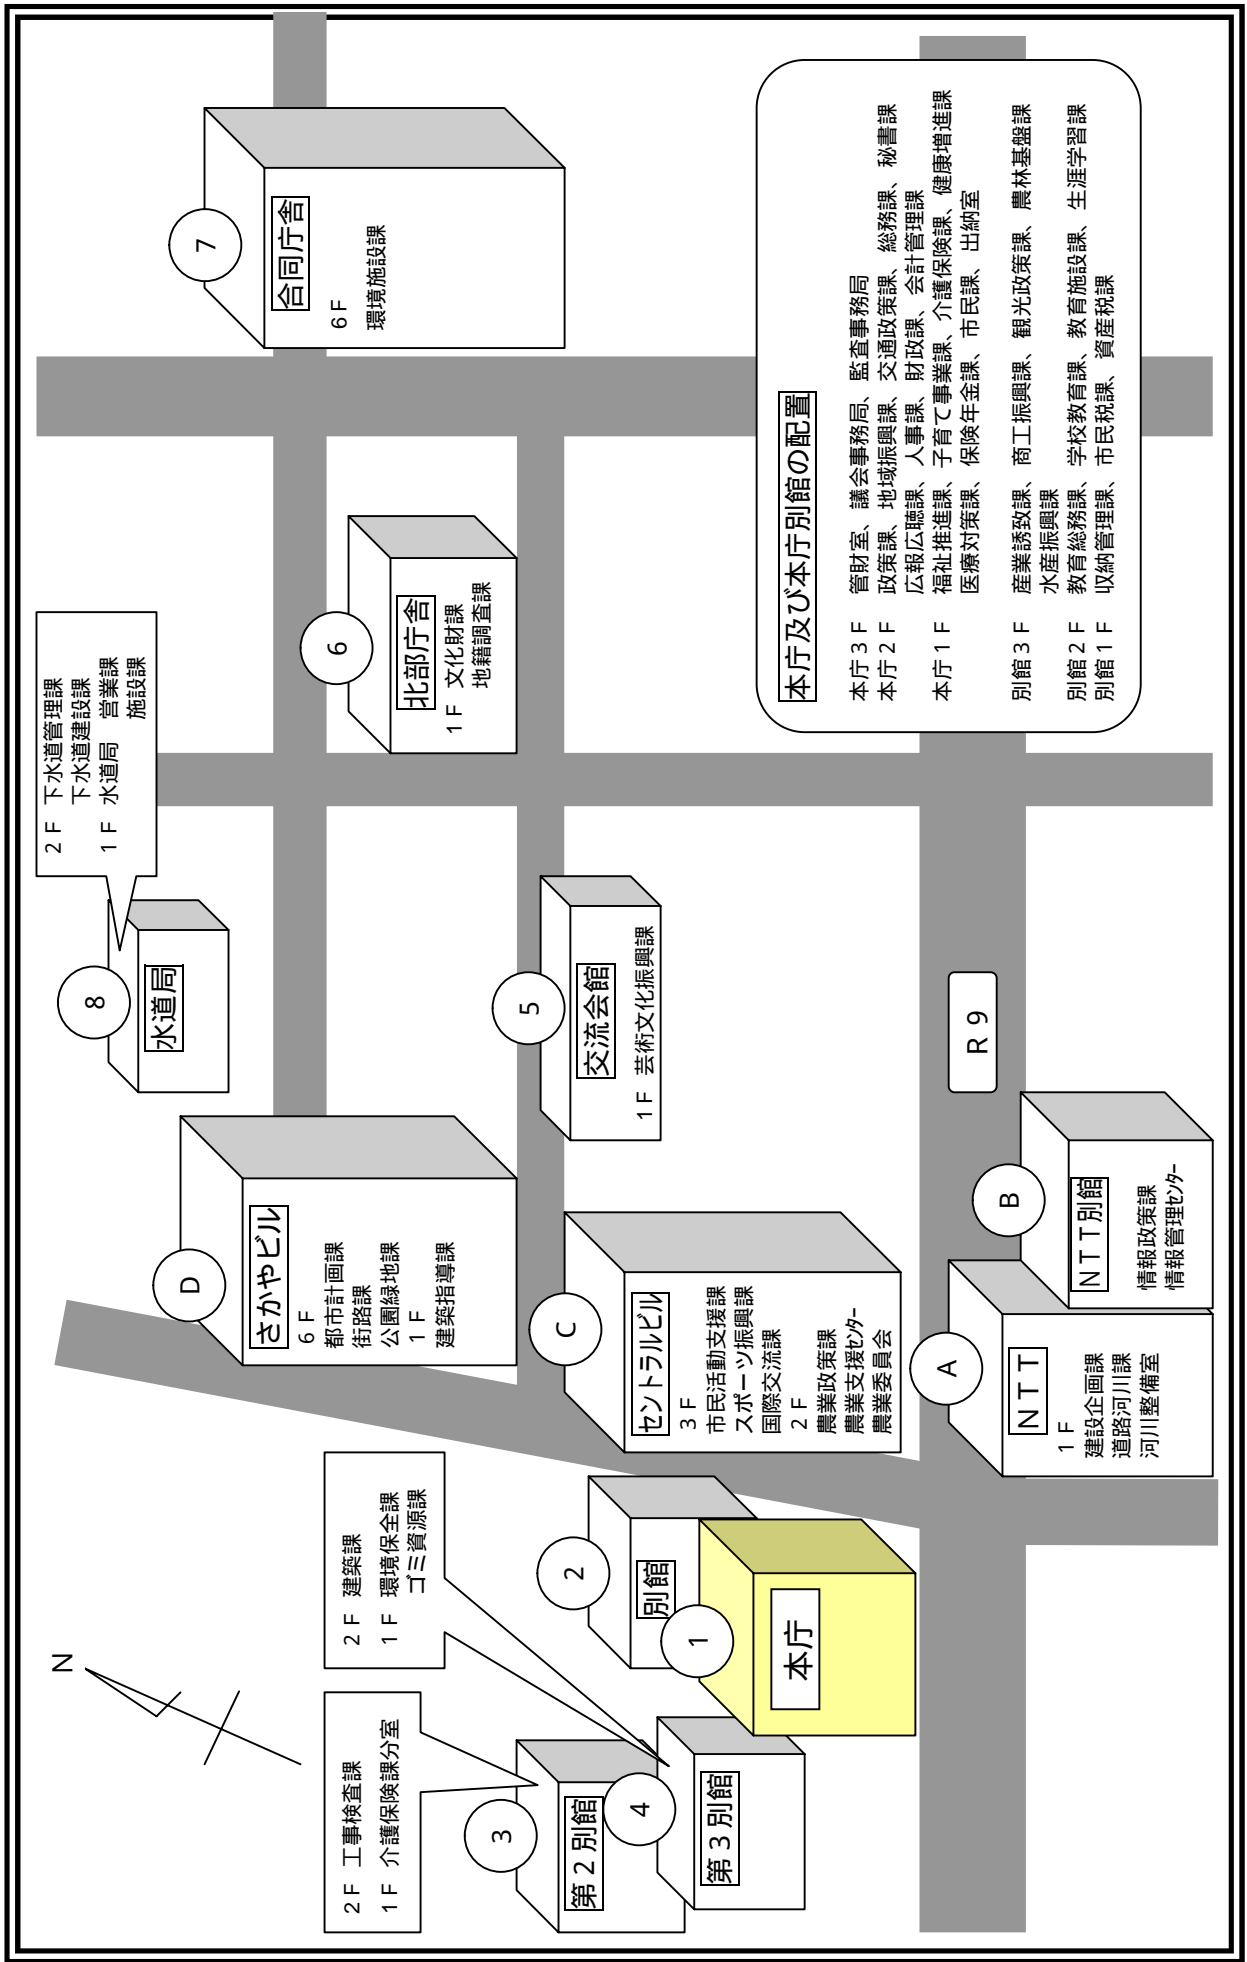 N
2F 工事検査課
1F 介護保険課分室
3
第2別館
2F 建築課
1F 環境保全課
ゴミ資源課
4
第3別館
2
別館
1
本庁
D
さかやビル
6F
都市計画課
街路課
公園緑地課
1F
建築指導課
C
セントラルビル
3F
市民活動支援課
スポーツ振興課
国際交流課
2F
農業政策課
農業支援センター
農業委員会
A
NTT
1F
建設企画課
道路河川課
河川整備室
B
NTT別館
情報政策課
情報管理センター
R9
8
水道局
2F 下水道管理課
下水道建設課
1F 水道局 営業課
施設課
5
交流会館
1F 芸術文化振興課
6
北部庁舎
1F 文化財課
地籍調査課
7
合同庁舎
6F
環境施設課
本庁及び本庁別館の配置
本庁3F 管財室、議会事務局、監査事務局
本庁2F 政策課、地域振興課、交通政策課、総務課、秘書課
広報広聴課、人事課、財政課、会計管理課
本庁1F 福祉推進課、子育て事業課、介護保険課、健康増進課
医療対策課、保険年金課、市民課、出納室
別館3F 産業誘致課、商工振興課、観光政策課、農林基盤課
水産振興課
別館2F 教育総務課、学校教育課、教育施設課、生涯学習課
別館1F 収納管理課、市民税課、資産税課